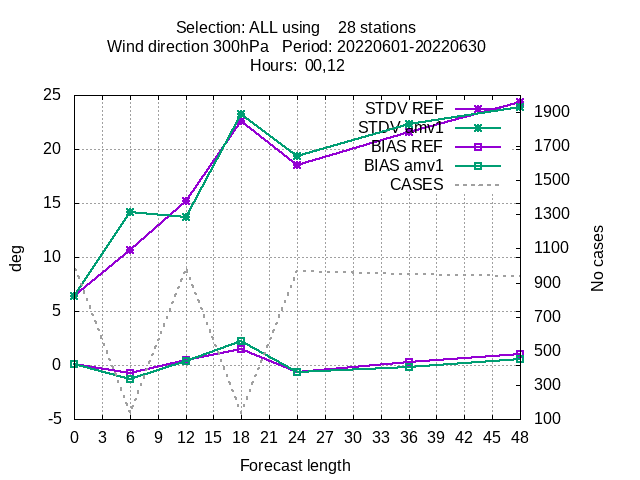 Selection: ALL using    28 stations
Wind direction 300hPa   Period: 20220601-20220630
Hours:  00,12
STDV REF
STDV amv1
BIAS REF
BIAS amv1
CASES
25
20
15
10
5
0
-5
deg
1900
1700
1500
1300
1100
900
700
500
300
100
No cases
0 3 6 9 12 15 18 21 24 27 30 33 36 39 42 45 48
Forecast length